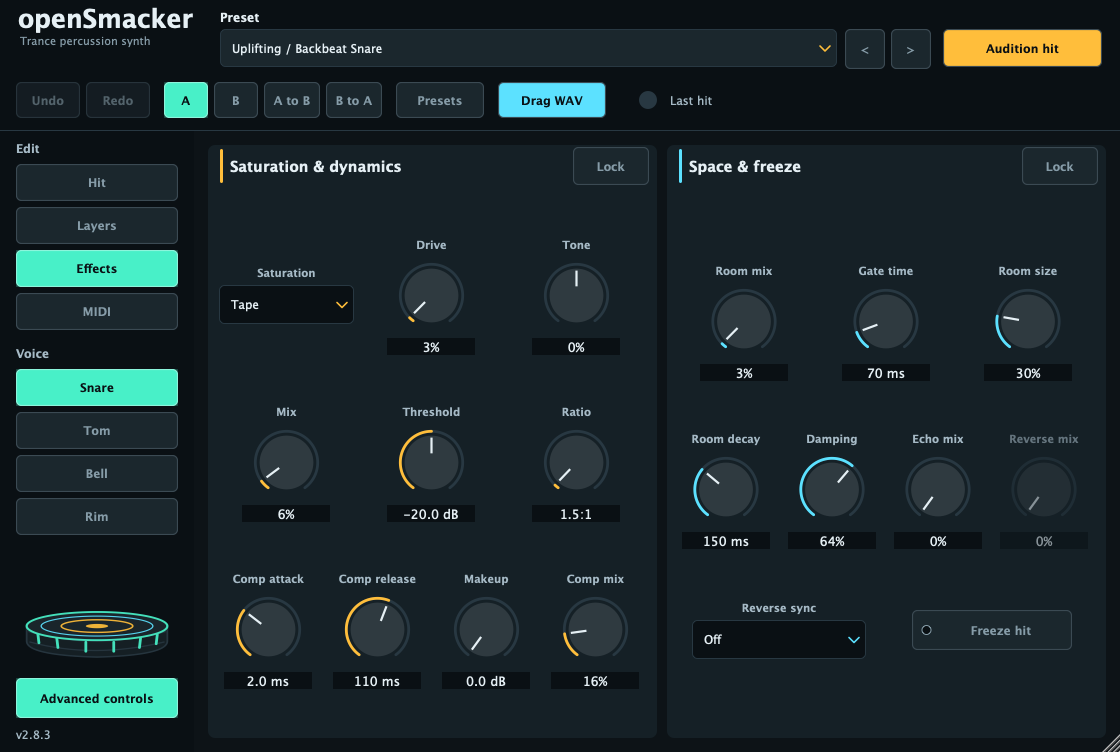 openSmacker
Trance percussion synth
Preset
Uplifting / Backbeat Snare
<
>
Audition hit
Undo
Redo
A
B
A to B
B to A
Presets
Drag WAV
Last hit
Edit
Hit
Layers
Effects
MIDI
Voice
Snare
Tom
Bell
Rim
Advanced controls
v2.8.3
Saturation & dynamics
Lock
Saturation
Tape
Drive
3%
Tone
0%
Mix
6%
Threshold
-20.0 dB
Ratio
1.5:1
Comp attack
2.0 ms
Comp release
110 ms
Makeup
0.0 dB
Comp mix
16%
Space & freeze
Lock
Room mix
3%
Gate time
70 ms
Room size
30%
Room decay
150 ms
Damping
64%
Echo mix
0%
Reverse mix
0%
Reverse sync
Off
Freeze hit